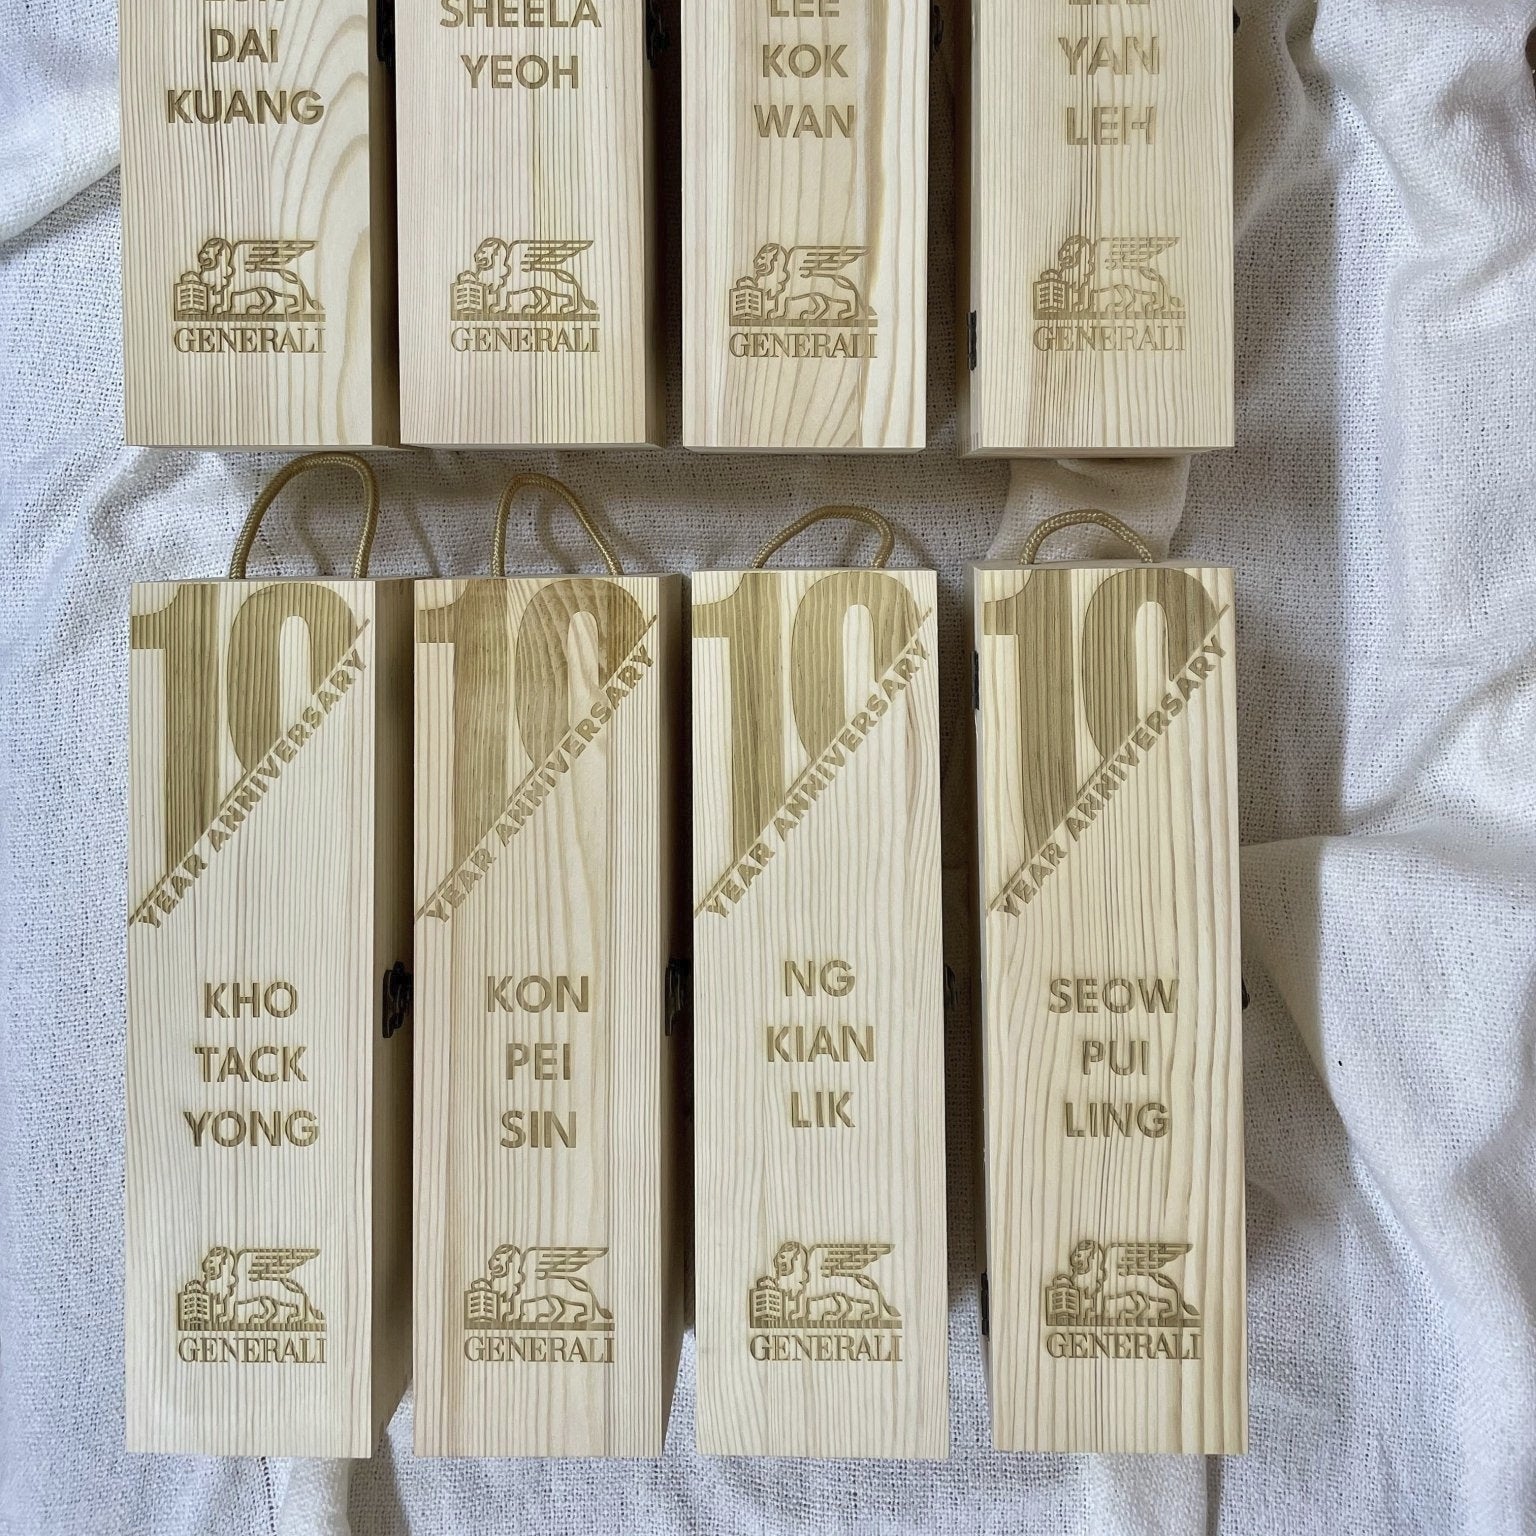 DAI
KUANG
GENERALI
SHEELA
YEOH
GENERALI
LEE
KOK
WAN
GENERALI
YAN
LEH
GENERALI
10
YEAR ANNIVERSARY
KHO
TACK
YONG
GENERALI
10
YEAR ANNIVERSARY
KON
PEI
SIN
GENERALI
10
YEAR ANNIVERSARY
NG
KIAN
LIK
GENERALI
10
YEAR ANNIVERSARY
SEOW
PUI
LING
GENERALI